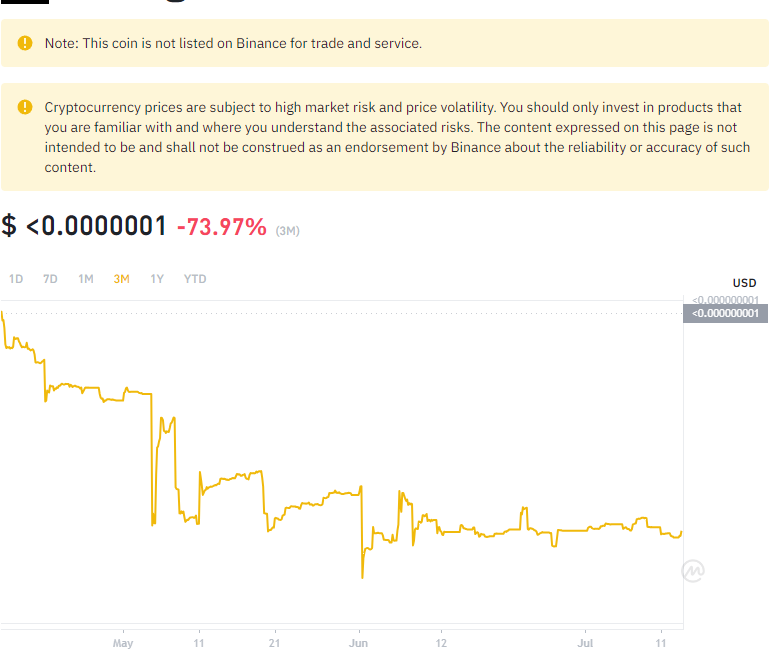 Note: This coin is not listed on Binance for trade and service.
Cryptocurrency prices are subject to high market risk and price volatility. You should only invest in products that
you are familiar with and where you understand the associated risks. The content expressed on this page is not
intended to be and shall not be construed as an endorsement by Binance about the reliability or accuracy of such
content.
$ <0.0000001 -73.97% (3M)
1D 7D 1M 3M 1Y YTD
USD
<0.000000001
<0.000000001
May 11 21 Jun 12 Jul 11